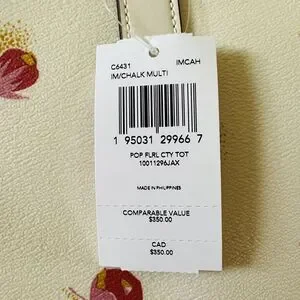 C6431 IMCAH
IM/CHALK MULTI
1 95031 29966 7
POP FLRL CTY TOT
10011296JAX
MADE IN PHILIPPINES
COMPARABLE VALUE
$350.00
CAD
$350.00